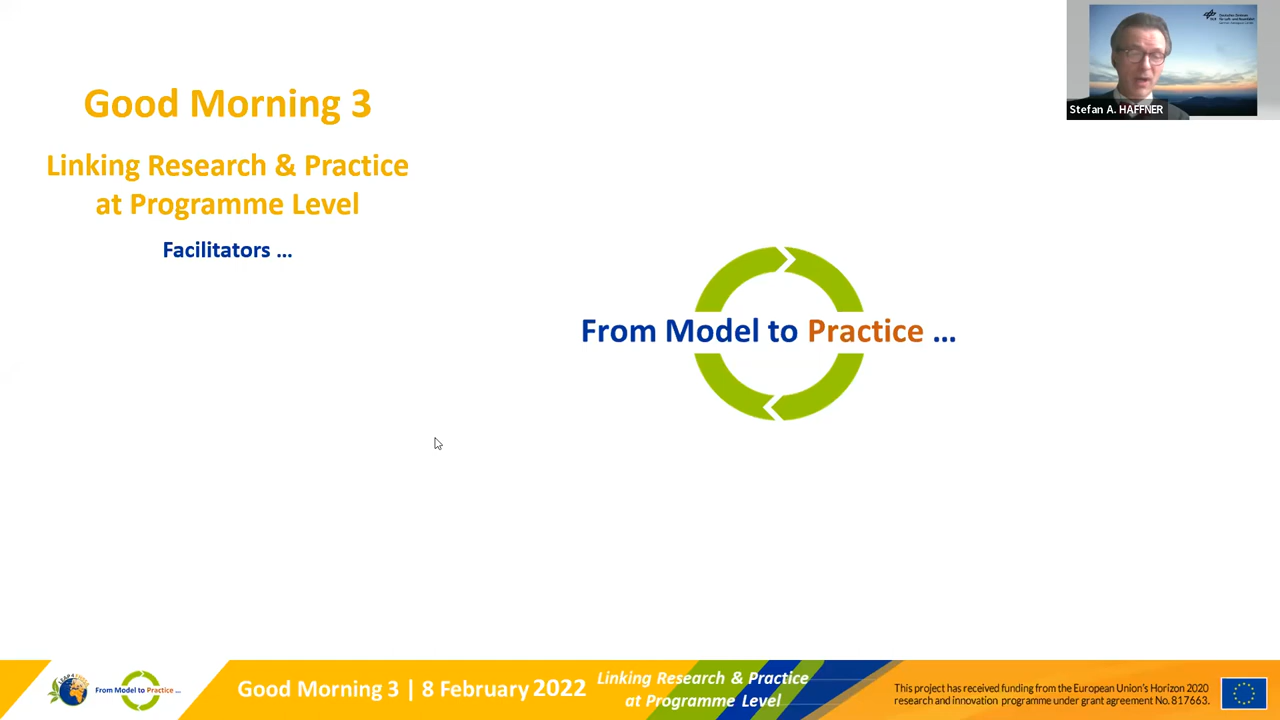 Good Morning 3
Linking Research & Practice
at Programme Level
Facilitators ...
From Model to Practice ...
Stefan A. HAFFNER
DLR
From Model to Practice ...
Good Morning 3 | 8 February 2022
Linking Research & Practice
at Programme Level
This project has received funding from the European Union's Horizon 2020
research and innovation programme under grant agreement No. 817663.